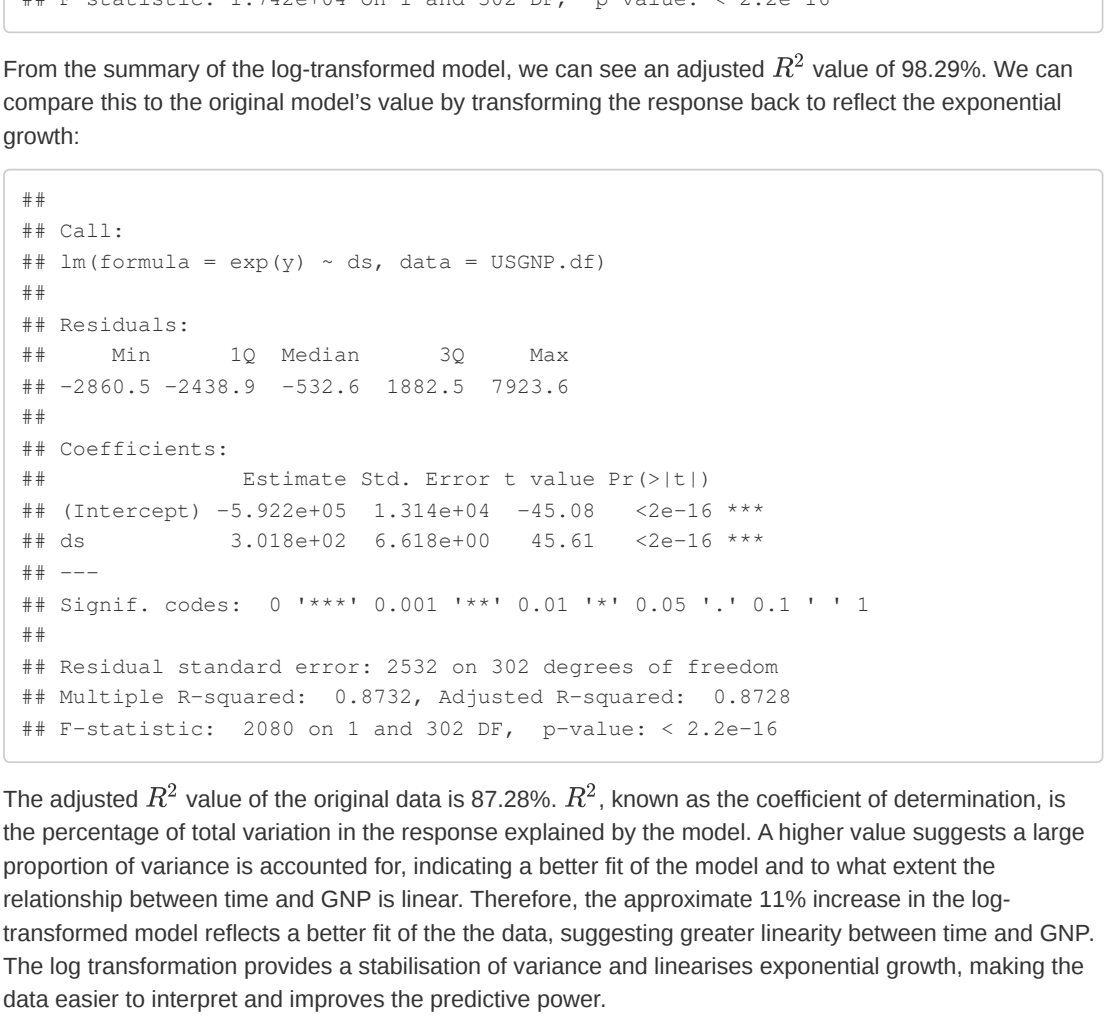 ## F-statistic: 1.742e+04 on 1 and 302 DF,  p-value: < 2.2e-16
From the summary of the log-transformed model, we can see an adjusted R² value of 98.29%. We can
compare this to the original model's value by transforming the response back to reflect the exponential
growth:
##
## Call:
## lm(formula = exp(y) ~ ds, data = USGNP.df)
##
## Residuals:
##     Min      1Q  Median      3Q     Max
## -2860.5 -2438.9  -532.6  1882.5  7923.6
##
## Coefficients:
##               Estimate Std. Error t value Pr(>|t|)
## (Intercept) -5.922e+05  1.314e+04  -45.08   <2e-16 ***
## ds           3.018e+02  6.618e+00   45.61   <2e-16 ***
## ---
## Signif. codes:  0 '***' 0.001 '**' 0.01 '*' 0.05 '.' 0.1 ' ' 1
##
## Residual standard error: 2532 on 302 degrees of freedom
## Multiple R-squared:  0.8732, Adjusted R-squared:  0.8728
## F-statistic:  2080 on 1 and 302 DF,  p-value: < 2.2e-16
The adjusted R² value of the original data is 87.28%. R², known as the coefficient of determination, is
the percentage of total variation in the response explained by the model. A higher value suggests a large
proportion of variance is accounted for, indicating a better fit of the model and to what extent the
relationship between time and GNP is linear. Therefore, the approximate 11% increase in the log-
transformed model reflects a better fit of the the data, suggesting greater linearity between time and GNP.
The log transformation provides a stabilisation of variance and linearises exponential growth, making the
data easier to interpret and improves the predictive power.